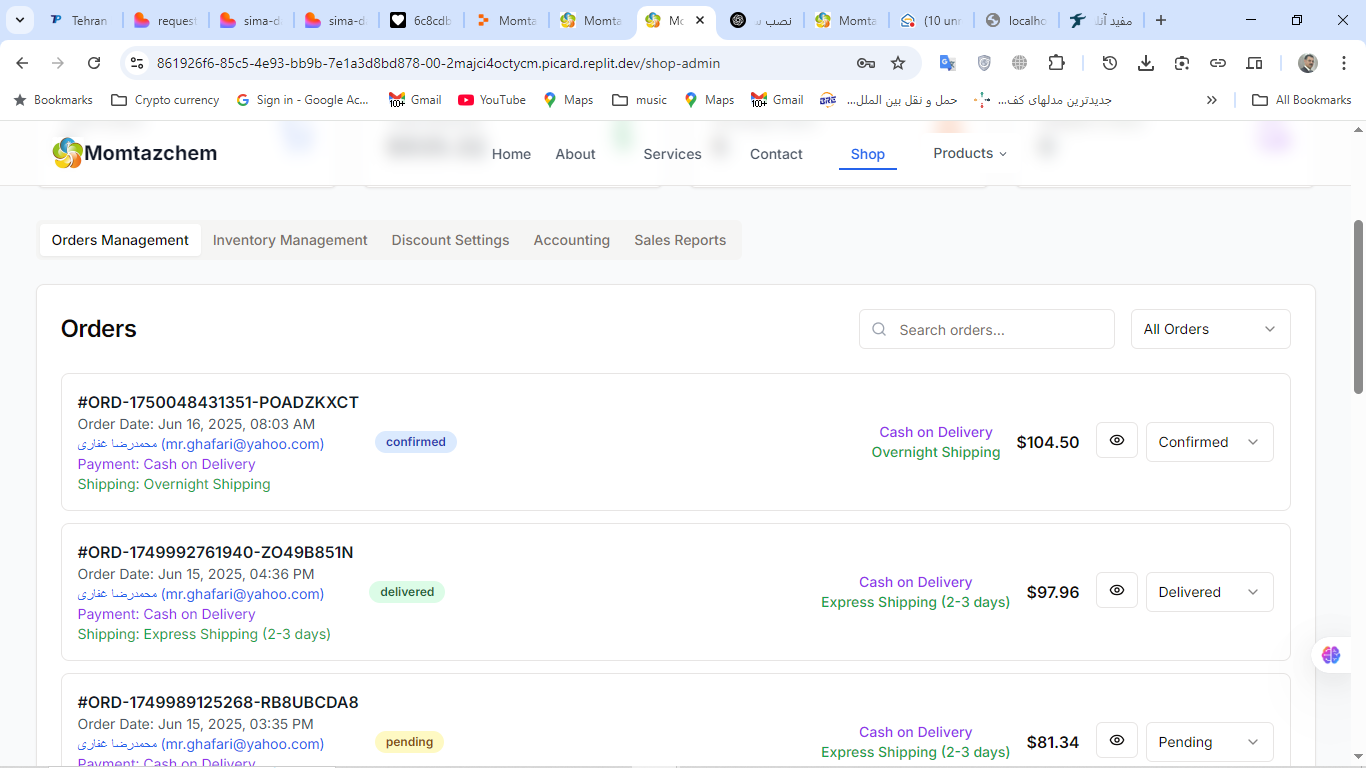 Tehran
request
sima-d
sima-d
6c8cdb
Momta
Momta
Mo
نصب س
Momta
(10 unr
localho
مفید آنلا
861926f6-85c5-4e93-bb9b-7e1a3d8bd878-00-2majci4octycm.picard.replit.dev/shop-admin
Bookmarks
Crypto currency
Sign in - Google Ac...
Gmail
YouTube
Maps
music
Maps
Gmail
حمل و نقل بین الملل...
جدیدترین مدلهای کف...
All Bookmarks
Momtazchem
Home
About
Services
Contact
Shop
Products
Orders Management
Inventory Management
Discount Settings
Accounting
Sales Reports
Orders
Search orders...
All Orders
#ORD-1750048431351-POADZKXCT
Order Date: Jun 16, 2025, 08:03 AM
محمدرضا غفاری (mr.ghafari@yahoo.com)
Payment: Cash on Delivery
Shipping: Overnight Shipping
confirmed
Cash on Delivery
Overnight Shipping
$104.50
Confirmed
#ORD-1749992761940-ZO49B851N
Order Date: Jun 15, 2025, 04:36 PM
محمدرضا غفاری (mr.ghafari@yahoo.com)
Payment: Cash on Delivery
Shipping: Express Shipping (2-3 days)
delivered
Cash on Delivery
Express Shipping (2-3 days)
$97.96
Delivered
#ORD-1749989125268-RB8UBCDA8
Order Date: Jun 15, 2025, 03:35 PM
محمدرضا غفاری (mr.ghafari@yahoo.com)
Payment: Cash on Delivery
pending
Cash on Delivery
Express Shipping (2-3 days)
$81.34
Pending